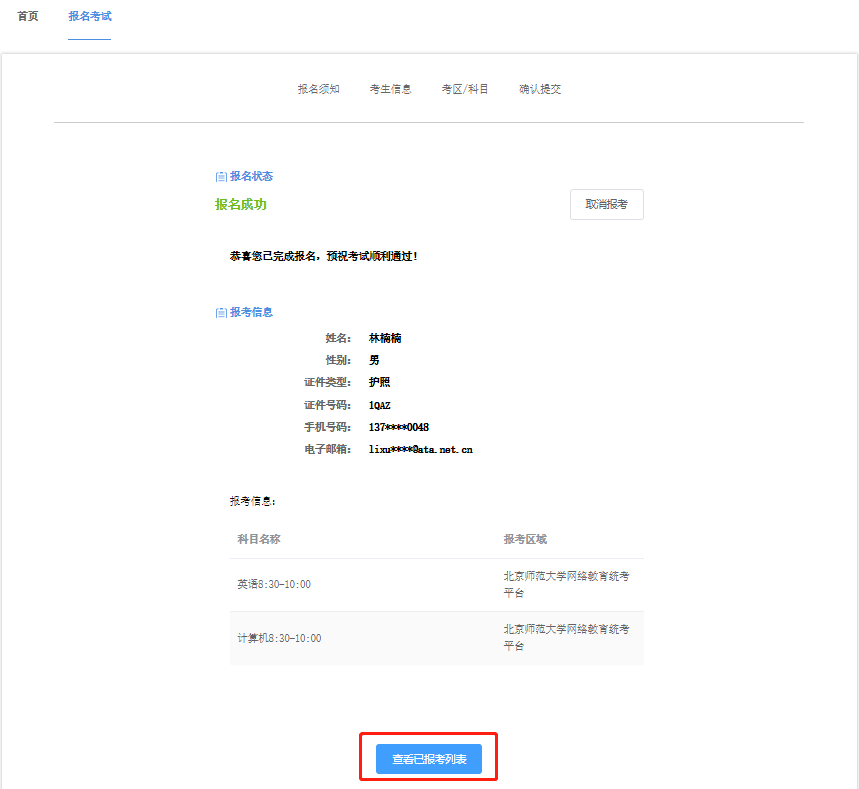 首页 报名考试
报名须知 考生信息 考区/科目 确认提交
报名状态
报名成功 取消报考
恭喜您已完成报名，预祝考试顺利通过！
报考信息
姓名： 林楠楠
性别： 男
证件类型： 护照
证件号码： 1QAZ
手机号码： 137****0048
电子邮箱： lixu****@ata.net.cn
报考信息：
科目名称 报考区域
英语8:30-10:00 北京师范大学网络教育统考
平台
计算机8:30-10:00 北京师范大学网络教育统考
平台
查看已报考列表